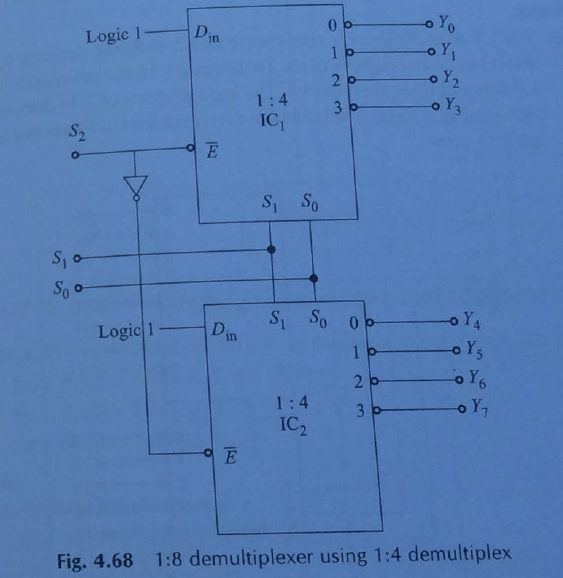 Logic 1
D_in
0
Y_0
1
Y_1
2
Y_2
3
Y_3
1 : 4
IC_1
S_2
E̅
S_1 S_0
S_1
S_0
Logic 1
D_in
S_1 S_0
0
Y_4
1
Y_5
2
Y_6
3
Y_7
1 : 4
IC_2
E̅
Fig. 4.68 1:8 demultiplexer using 1:4 demultiplex